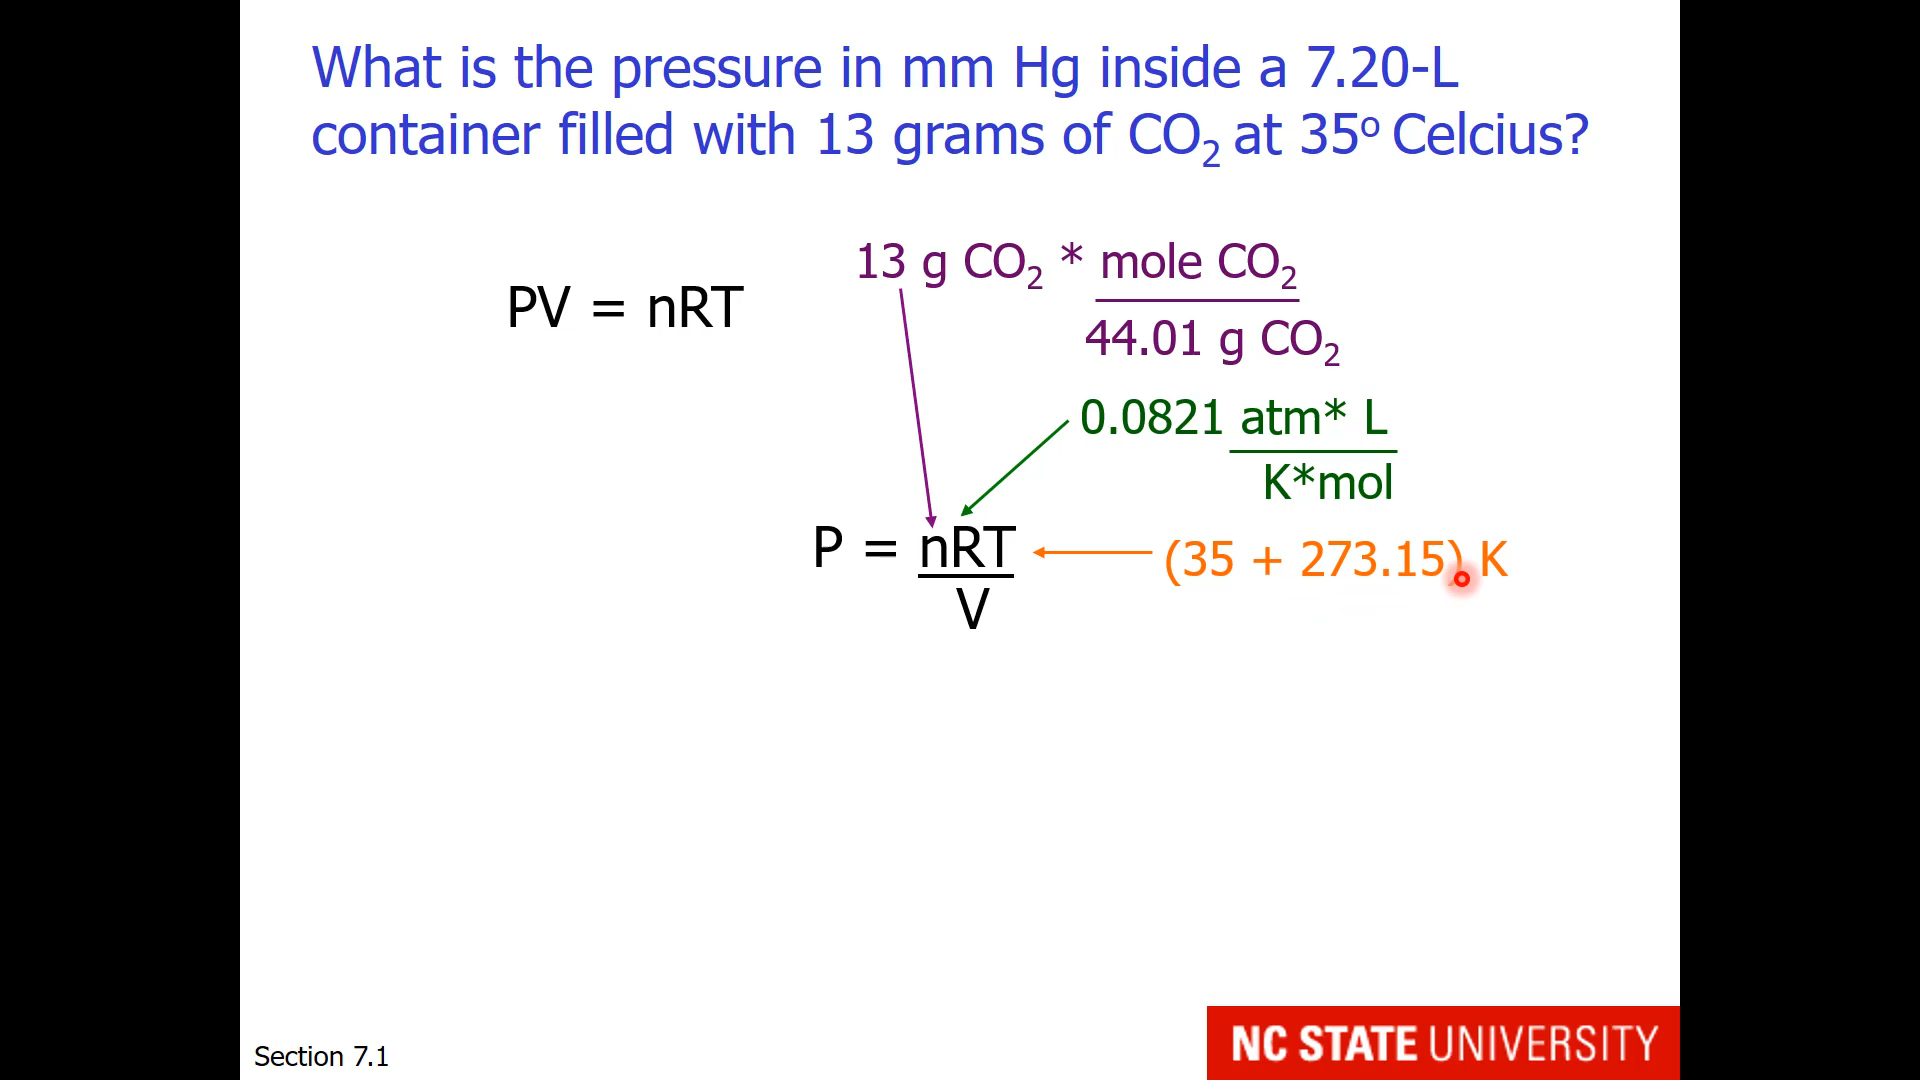 What is the pressure in mm Hg inside a 7.20-L
container filled with 13 grams of CO₂ at 35º Celcius?
13 g CO₂ * mole CO₂
PV = nRT
44.01 g CO₂
0.0821 atm* L
K*mol
P = nRT
(35 + 273.15) K
V
Section 7.1
NC STATE UNIVERSITY